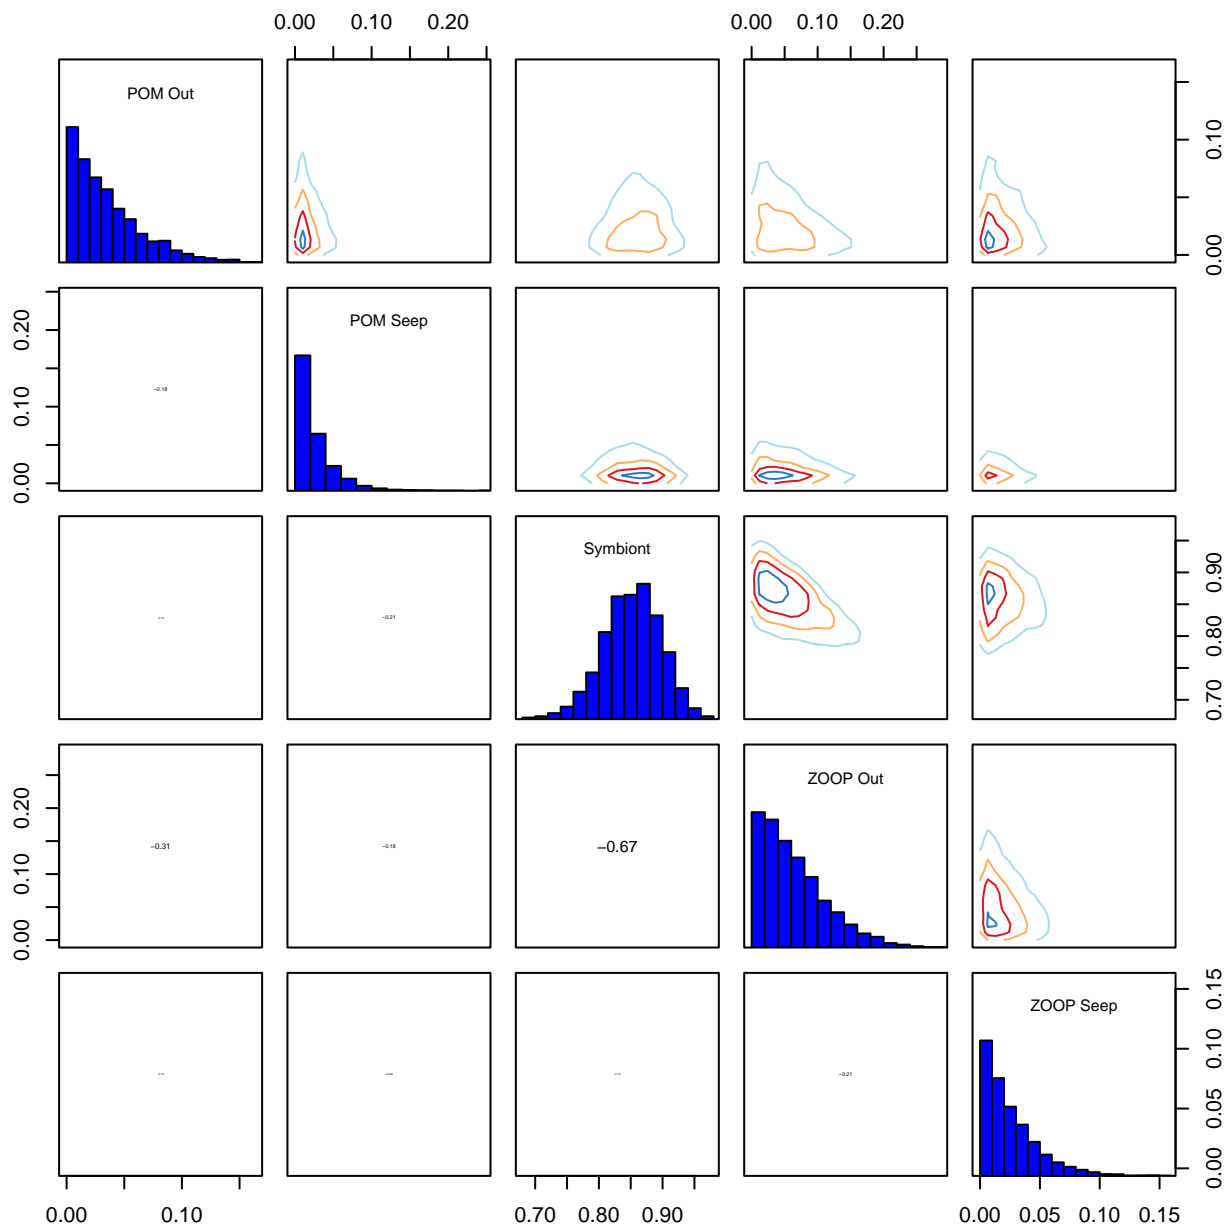 0.00 0.10 0.20 0.00 0.10 0.20
POM Out
0.00 0.10
POM Seep
0.00 0.10 0.20
−0.18
Symbiont
−0.21
0.70 0.80 0.90
ZOOP Out
0.00 0.10 0.20
−0.31 −0.18 −0.67
ZOOP Seep
−0.21
0.00 0.05 0.10 0.15
0.00 0.10 0.70 0.80 0.90 0.00 0.05 0.10 0.15